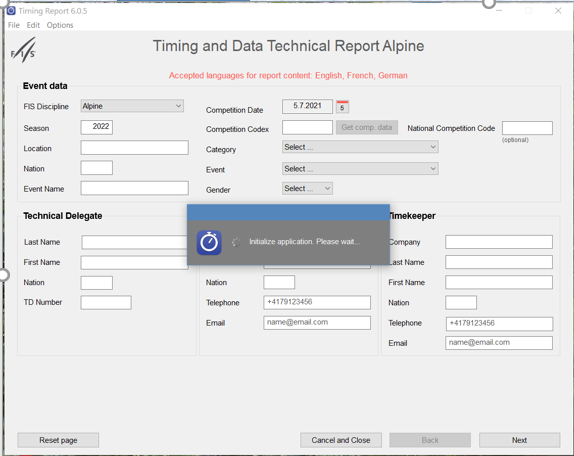 Timing Report 6.0.5
File Edit Options
FIS
Timing and Data Technical Report Alpine
Accepted languages for report content: English, French, German
Event data
FIS Discipline Alpine
Competition Date 5.7.2021 5
Season 2022
Competition Codex Get comp. data National Competition Code
(optional)
Location
Category Select ...
Nation
Event Select ...
Event Name
Gender Select ...
Technical Delegate
Last Name
First Name
Nation
TD Number
Initialize application. Please wait...
Nation
Telephone +4179123456
Email name@email.com
Timekeeper
Company
Last Name
First Name
Nation
Telephone +4179123456
Email name@email.com
Reset page Cancel and Close Back Next